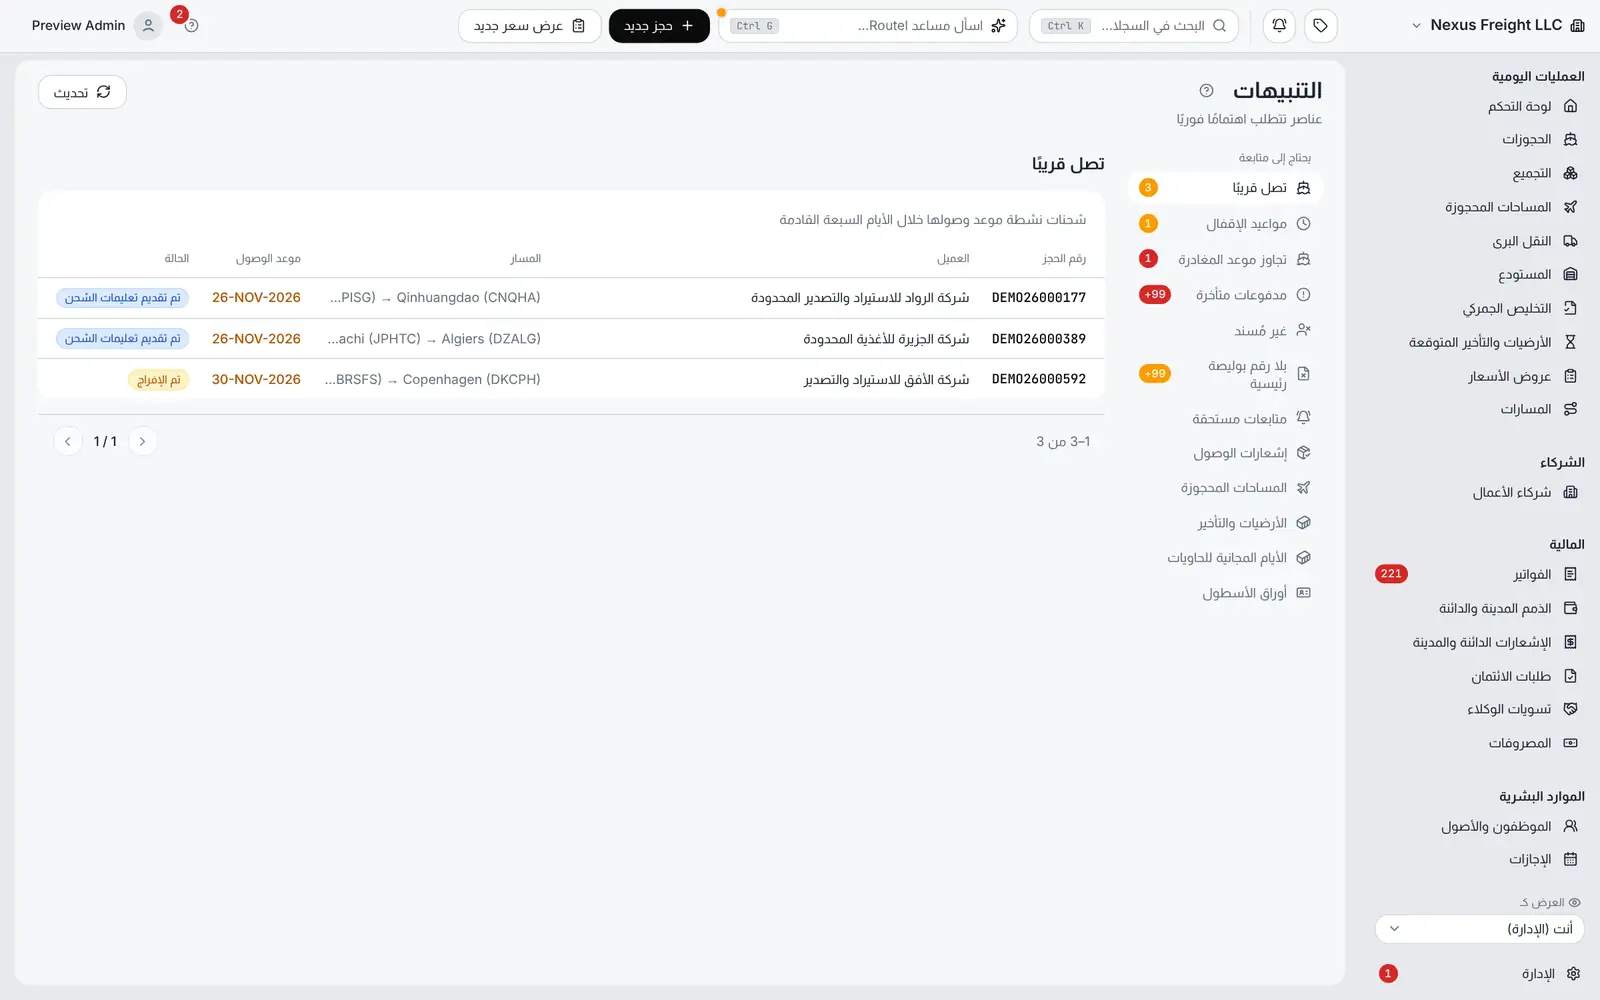 Nexus Freight LLC
البحث في السجلا...
Ctrl K
اسأل مساعد Routel...
Ctrl G
حجز جديد
عرض سعر جديد
2
Preview Admin
العمليات اليومية
لوحة التحكم
الحجوزات
التجميع
المساحات المحجوزة
النقل البري
المستودع
التخليص الجمركي
الأرضيات والتأخير المتوقعة
عروض الأسعار
المسارات
الشركاء
شركاء الأعمال
المالية
الفواتير
221
الذمم المدينة والدائنة
الإشعارات الدائنة والمدينة
طلبات الائتمان
تسويات الوكلاء
المصروفات
الموارد البشرية
الموظفون والأصول
الإجازات
العرض كـ
أنت (الإدارة)
الإدارة
1
التنبيهات
عناصر تتطلب اهتمامًا فوريًا
تحديث
يحتاج إلى متابعة
تصل قريبًا
3
مواعيد الإقفال
1
تجاوز موعد المغادرة
1
مدفوعات متأخرة
99+
غير مُسند
بلا رقم بوليصة
رئيسية
99+
متابعات مستحقة
إشعارات الوصول
المساحات المحجوزة
الأرضيات والتأخير
الأيام المجانية للحاويات
أوراق الأسطول
تصل قريبًا
شحنات نشطة موعد وصولها خلال الأيام السبعة القادمة
رقم الحجز العميل المسار موعد الوصول الحالة
DEMO26000177 شركة الرواد للاستيراد والتصدير المحدودة ...PISG) → Qinhuangdao (CNQHA) 26-NOV-2026 تم تقديم تعليمات الشحن
DEMO26000389 شركة الجزيرة للأغذية المحدودة ...achi (JPHTC) → Algiers (DZALG) 26-NOV-2026 تم تقديم تعليمات الشحن
DEMO26000592 شركة الأفق للاستيراد والتصدير ...BRSFS) → Copenhagen (DKCPH) 30-NOV-2026 تم الإفراج
1–3 من 3
1 / 1